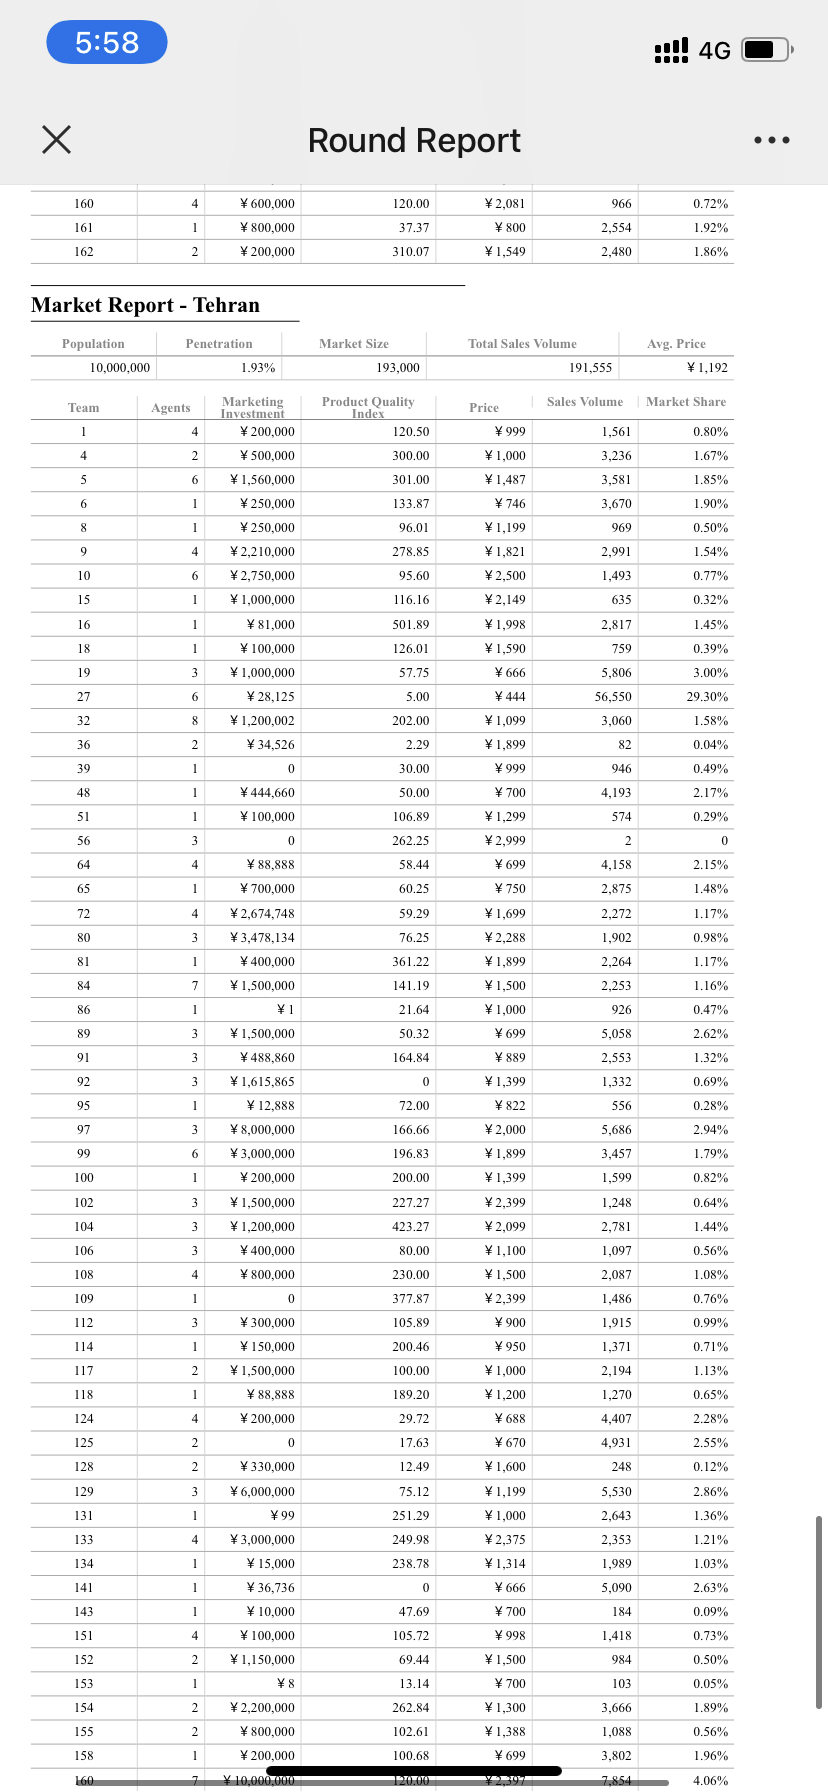 5:58
4G
Round Report
160 4 ¥600,000 120.00 ¥2,081 966 0.72%
161 1 ¥800,000 37.37 ¥800 2,554 1.92%
162 2 ¥200,000 310.07 ¥1,549 2,480 1.86%
Market Report - Tehran
Population Penetration Market Size Total Sales Volume Avg. Price
10,000,000 1.93% 193,000 191,555 ¥1,192
Team Agents Marketing Investment Product Quality Index Price Sales Volume Market Share
1 4 ¥200,000 120.50 ¥999 1,561 0.80%
4 2 ¥500,000 300.00 ¥1,000 3,236 1.67%
5 6 ¥1,560,000 301.00 ¥1,487 3,581 1.85%
6 1 ¥250,000 133.87 ¥746 3,670 1.90%
8 1 ¥250,000 96.01 ¥1,199 969 0.50%
9 4 ¥2,210,000 278.85 ¥1,821 2,991 1.54%
10 6 ¥2,750,000 95.60 ¥2,500 1,493 0.77%
15 1 ¥1,000,000 116.16 ¥2,149 635 0.32%
16 1 ¥81,000 501.89 ¥1,998 2,817 1.45%
18 1 ¥100,000 126.01 ¥1,590 759 0.39%
19 3 ¥1,000,000 57.75 ¥666 5,806 3.00%
27 6 ¥28,125 5.00 ¥444 56,550 29.30%
32 8 ¥1,200,002 202.00 ¥1,099 3,060 1.58%
36 2 ¥34,526 2.29 ¥1,899 82 0.04%
39 1 0 30.00 ¥999 946 0.49%
48 1 ¥444,660 50.00 ¥700 4,193 2.17%
51 1 ¥100,000 106.89 ¥1,299 574 0.29%
56 3 0 262.25 ¥2,999 2 0
64 4 ¥88,888 58.44 ¥699 4,158 2.15%
65 1 ¥700,000 60.25 ¥750 2,875 1.48%
72 4 ¥2,674,748 59.29 ¥1,699 2,272 1.17%
80 3 ¥3,478,134 76.25 ¥2,288 1,902 0.98%
81 1 ¥400,000 361.22 ¥1,899 2,264 1.17%
84 7 ¥1,500,000 141.19 ¥1,500 2,253 1.16%
86 1 ¥1 21.64 ¥1,000 926 0.47%
89 3 ¥1,500,000 50.32 ¥699 5,058 2.62%
91 3 ¥488,860 164.84 ¥889 2,553 1.32%
92 3 ¥1,615,865 0 ¥1,399 1,332 0.69%
95 1 ¥12,888 72.00 ¥822 556 0.28%
97 3 ¥8,000,000 166.66 ¥2,000 5,686 2.94%
99 6 ¥3,000,000 196.83 ¥1,899 3,457 1.79%
100 1 ¥200,000 200.00 ¥1,399 1,599 0.82%
102 3 ¥1,500,000 227.27 ¥2,399 1,248 0.64%
104 3 ¥1,200,000 423.27 ¥2,099 2,781 1.44%
106 3 ¥400,000 80.00 ¥1,100 1,097 0.56%
108 4 ¥800,000 230.00 ¥1,500 2,087 1.08%
109 1 0 377.87 ¥2,399 1,486 0.76%
112 3 ¥300,000 105.89 ¥900 1,915 0.99%
114 1 ¥150,000 200.46 ¥950 1,371 0.71%
117 2 ¥1,500,000 100.00 ¥1,000 2,194 1.13%
118 1 ¥88,888 189.20 ¥1,200 1,270 0.65%
124 4 ¥200,000 29.72 ¥688 4,407 2.28%
125 2 0 17.63 ¥670 4,931 2.55%
128 2 ¥330,000 12.49 ¥1,600 248 0.12%
129 3 ¥6,000,000 75.12 ¥1,199 5,530 2.86%
131 1 ¥99 251.29 ¥1,000 2,643 1.36%
133 4 ¥3,000,000 249.98 ¥2,375 2,353 1.21%
134 1 ¥15,000 238.78 ¥1,314 1,989 1.03%
141 1 ¥36,736 0 ¥666 5,090 2.63%
143 1 ¥10,000 47.69 ¥700 184 0.09%
151 4 ¥100,000 105.72 ¥998 1,418 0.73%
152 2 ¥1,150,000 69.44 ¥1,500 984 0.50%
153 1 ¥8 13.14 ¥700 103 0.05%
154 2 ¥2,200,000 262.84 ¥1,300 3,666 1.89%
155 2 ¥800,000 102.61 ¥1,388 1,088 0.56%
158 1 ¥200,000 100.68 ¥699 3,802 1.96%
160 7 ¥10,000,000 120.00 ¥2,397 7,854 4.06%